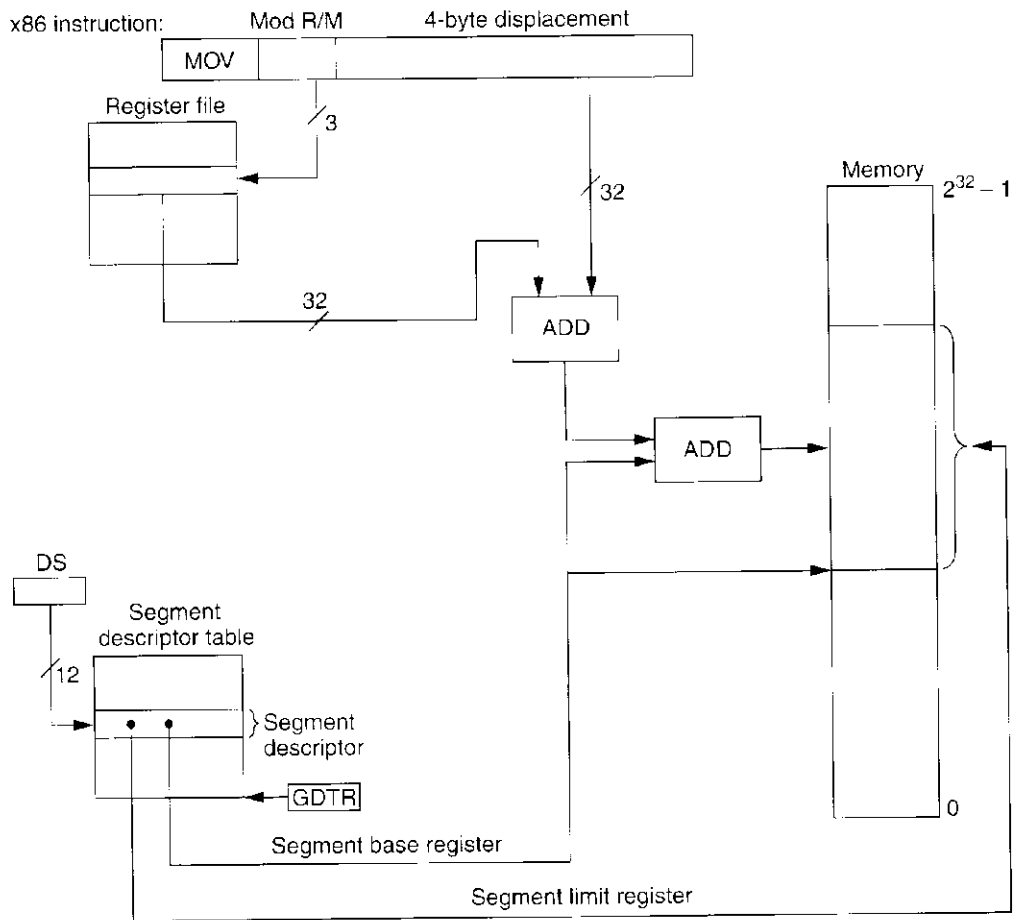 x86 instruction:
Mod R/M
4-byte displacement
MOV
Register file
3
32
Memory
2^32 – 1
32
ADD
ADD
DS
Segment
descriptor table
12
Segment
descriptor
GDTR
0
Segment base register
Segment limit register